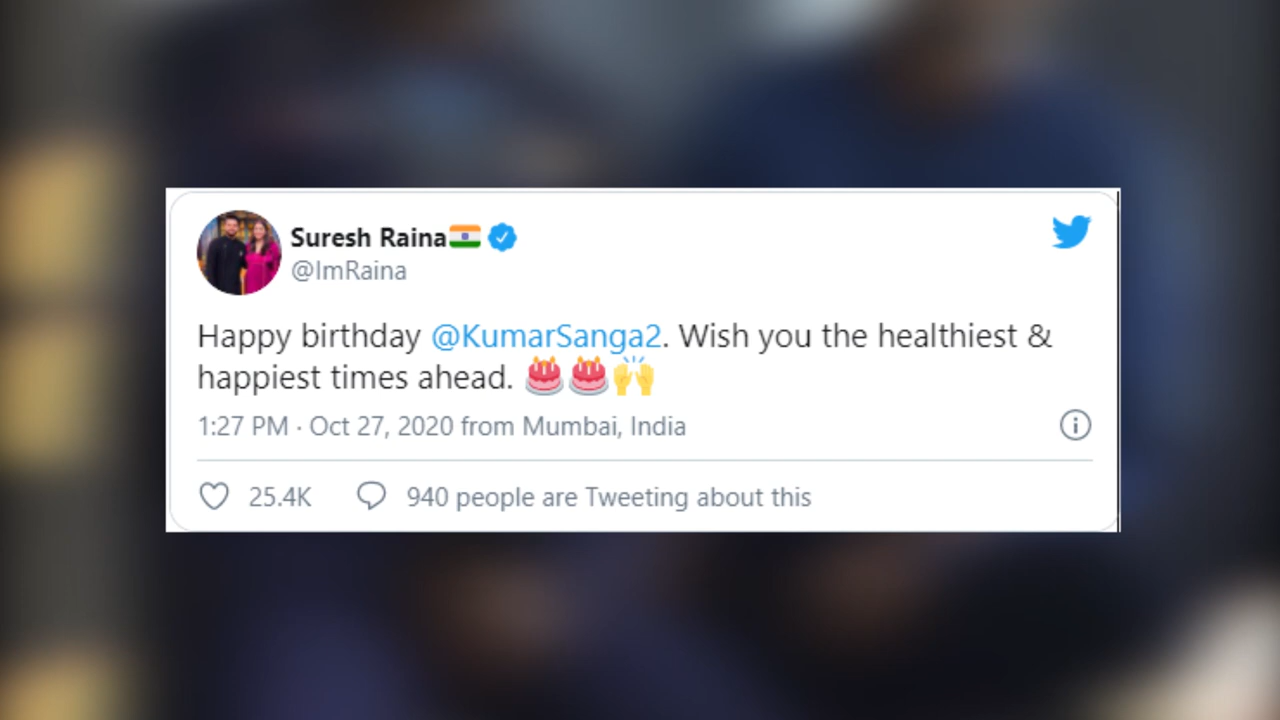 Suresh Raina🇮🇳
@ImRaina
Happy birthday @KumarSanga2. Wish you the healthiest &
happiest times ahead. 🎂🎂🙌
1:27 PM · Oct 27, 2020 from Mumbai, India
25.4K 940 people are Tweeting about this